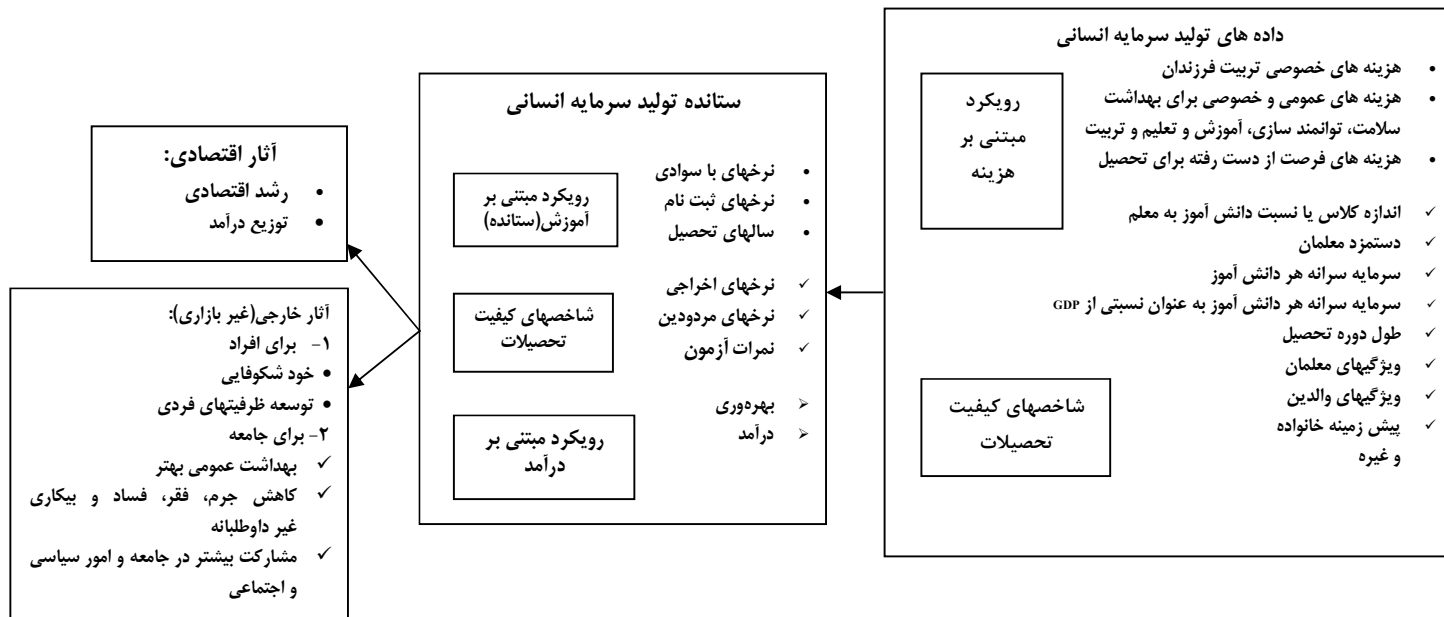 داده های تولید سرمایه انسانی
• هزینه های خصوصی تربیت فرزندان
• هزینه های عمومی و خصوصی برای بهداشت
سلامت، توانمند سازی، آموزش و تعلیم و تربیت
• هزینه های فرصت از دست رفته برای تحصیل
رویکرد
مبتنی بر
هزینه
✓ اندازه کلاس یا نسبت دانش آموز به معلم
✓ دستمزد معلمان
✓ سرمایه سرانه هر دانش آموز
✓ سرمایه سرانه هر دانش آموز به عنوان نسبتی از GDP
✓ طول دوره تحصیل
✓ ویژگیهای معلمان
✓ ویژگیهای والدین
✓ پیش زمینه خانواده
و غیره
شاخصهای کیفیت
تحصیلات
ستانده تولید سرمایه انسانی
• نرخهای با سوادی
• نرخهای ثبت نام
• سالهای تحصیل
رویکرد مبتنی بر
آموزش(ستانده)
✓ نرخهای اخراجی
✓ نرخهای مردودین
✓ نمرات آزمون
شاخصهای کیفیت
تحصیلات
➢ بهره‌وری
➢ درآمد
رویکرد مبتنی بر
درآمد
آثار اقتصادی:
• رشد اقتصادی
• توزیع درآمد
آثار خارجی(غیر بازاری):
۱- برای افراد
• خود شکوفایی
• توسعه ظرفیتهای فردی
۲- برای جامعه
✓ بهداشت عمومی بهتر
✓ کاهش جرم، فقر، فساد و بیکاری
غیر داوطلبانه
✓ مشارکت بیشتر در جامعه و امور سیاسی
و اجتماعی